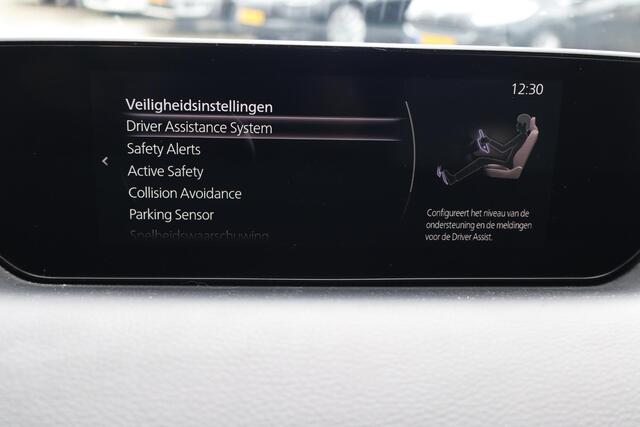 12:30
Veiligheidsinstellingen
Driver Assistance System
Safety Alerts
Active Safety
Collision Avoidance
Parking Sensor
Snelheidswaarschuwing
Configureert het niveau van de
ondersteuning en de meldingen
voor de Driver Assist.